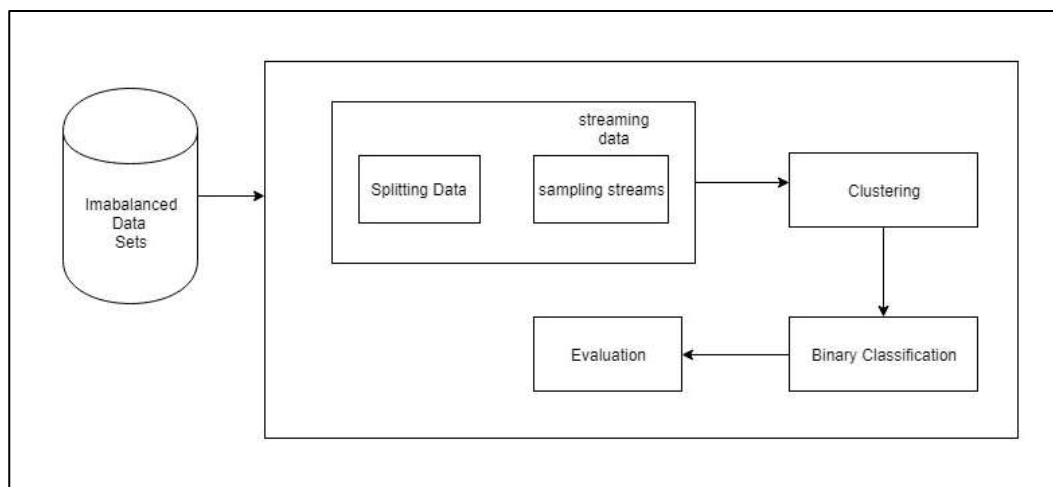 streaming
data
Splitting Data
sampling streams
Clustering
Imabalanced
Data
Sets
Evaluation
Binary Classification